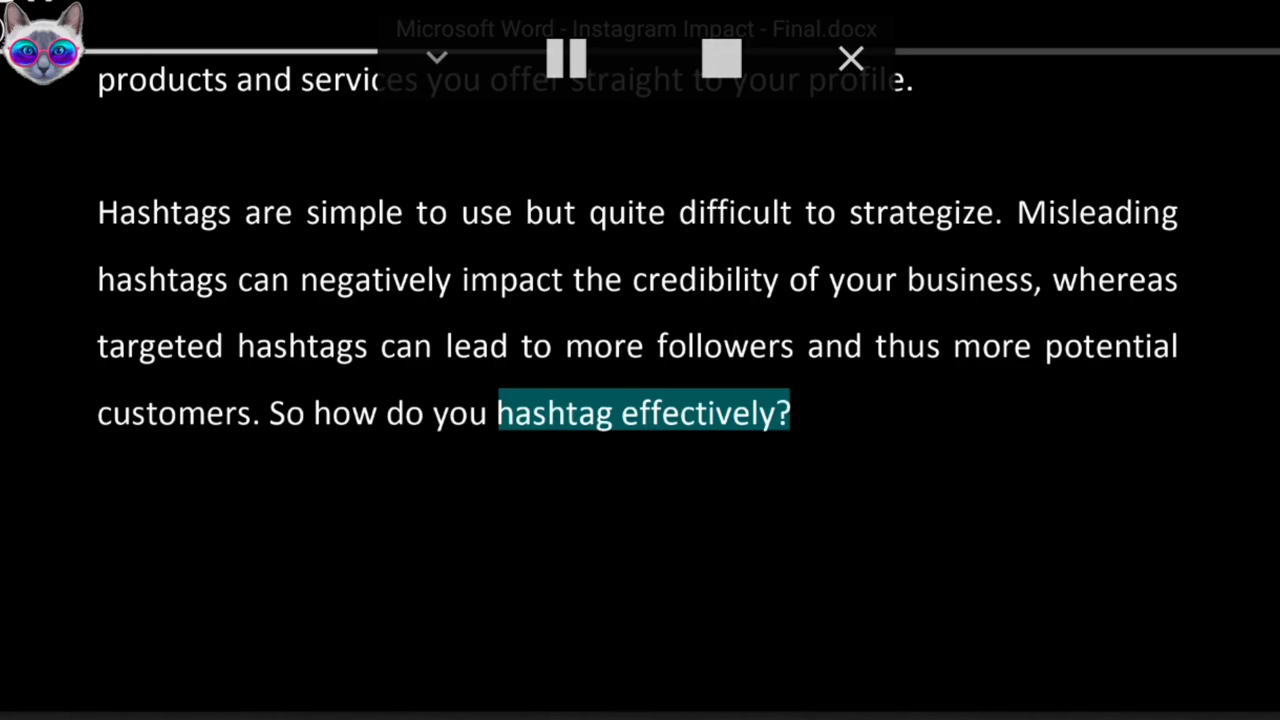 Microsoft Word - Instagram Impact - Final.docx
products and services you offer straight to your profile.
Hashtags are simple to use but quite difficult to strategize. Misleading
hashtags can negatively impact the credibility of your business, whereas
targeted hashtags can lead to more followers and thus more potential
customers. So how do you hashtag effectively?